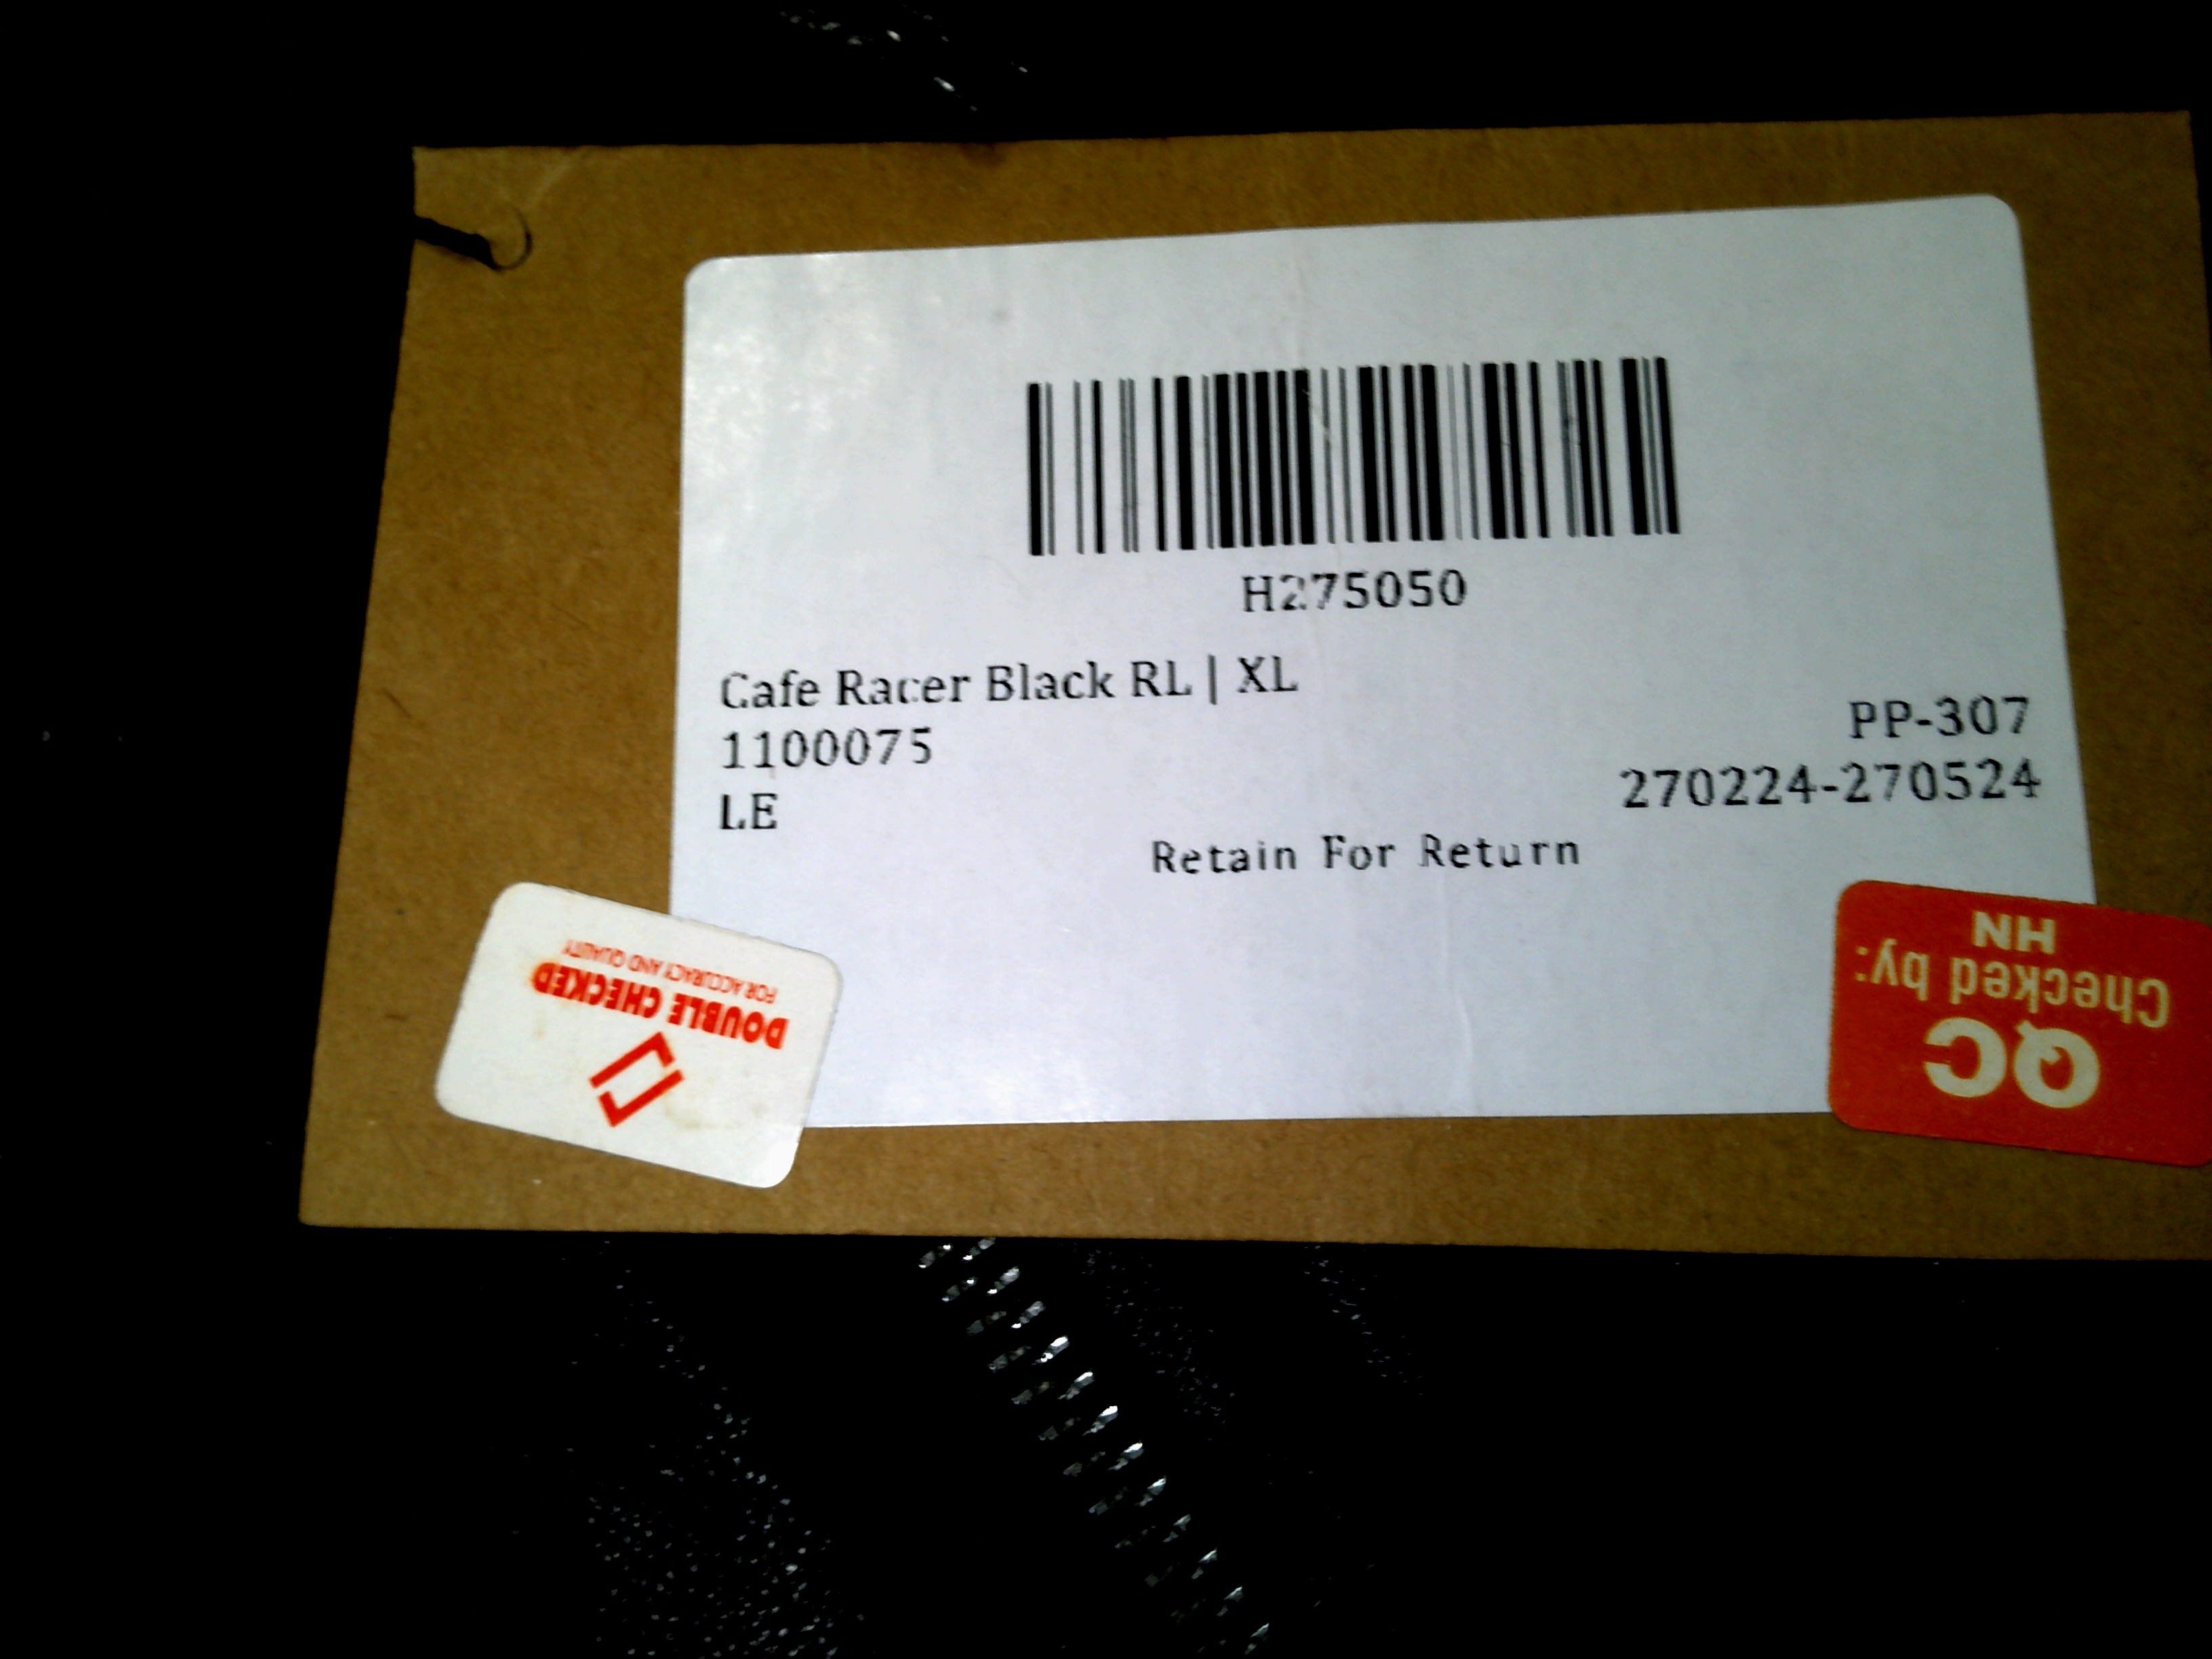 H275050
Cafe Racer Black RL | XL
1100075
PP-307
LE
270224-270524
Retain For Return
DOUBLE CHECKED
FOR ACCURACY AND QUALITY
QC
Checked by:
HN